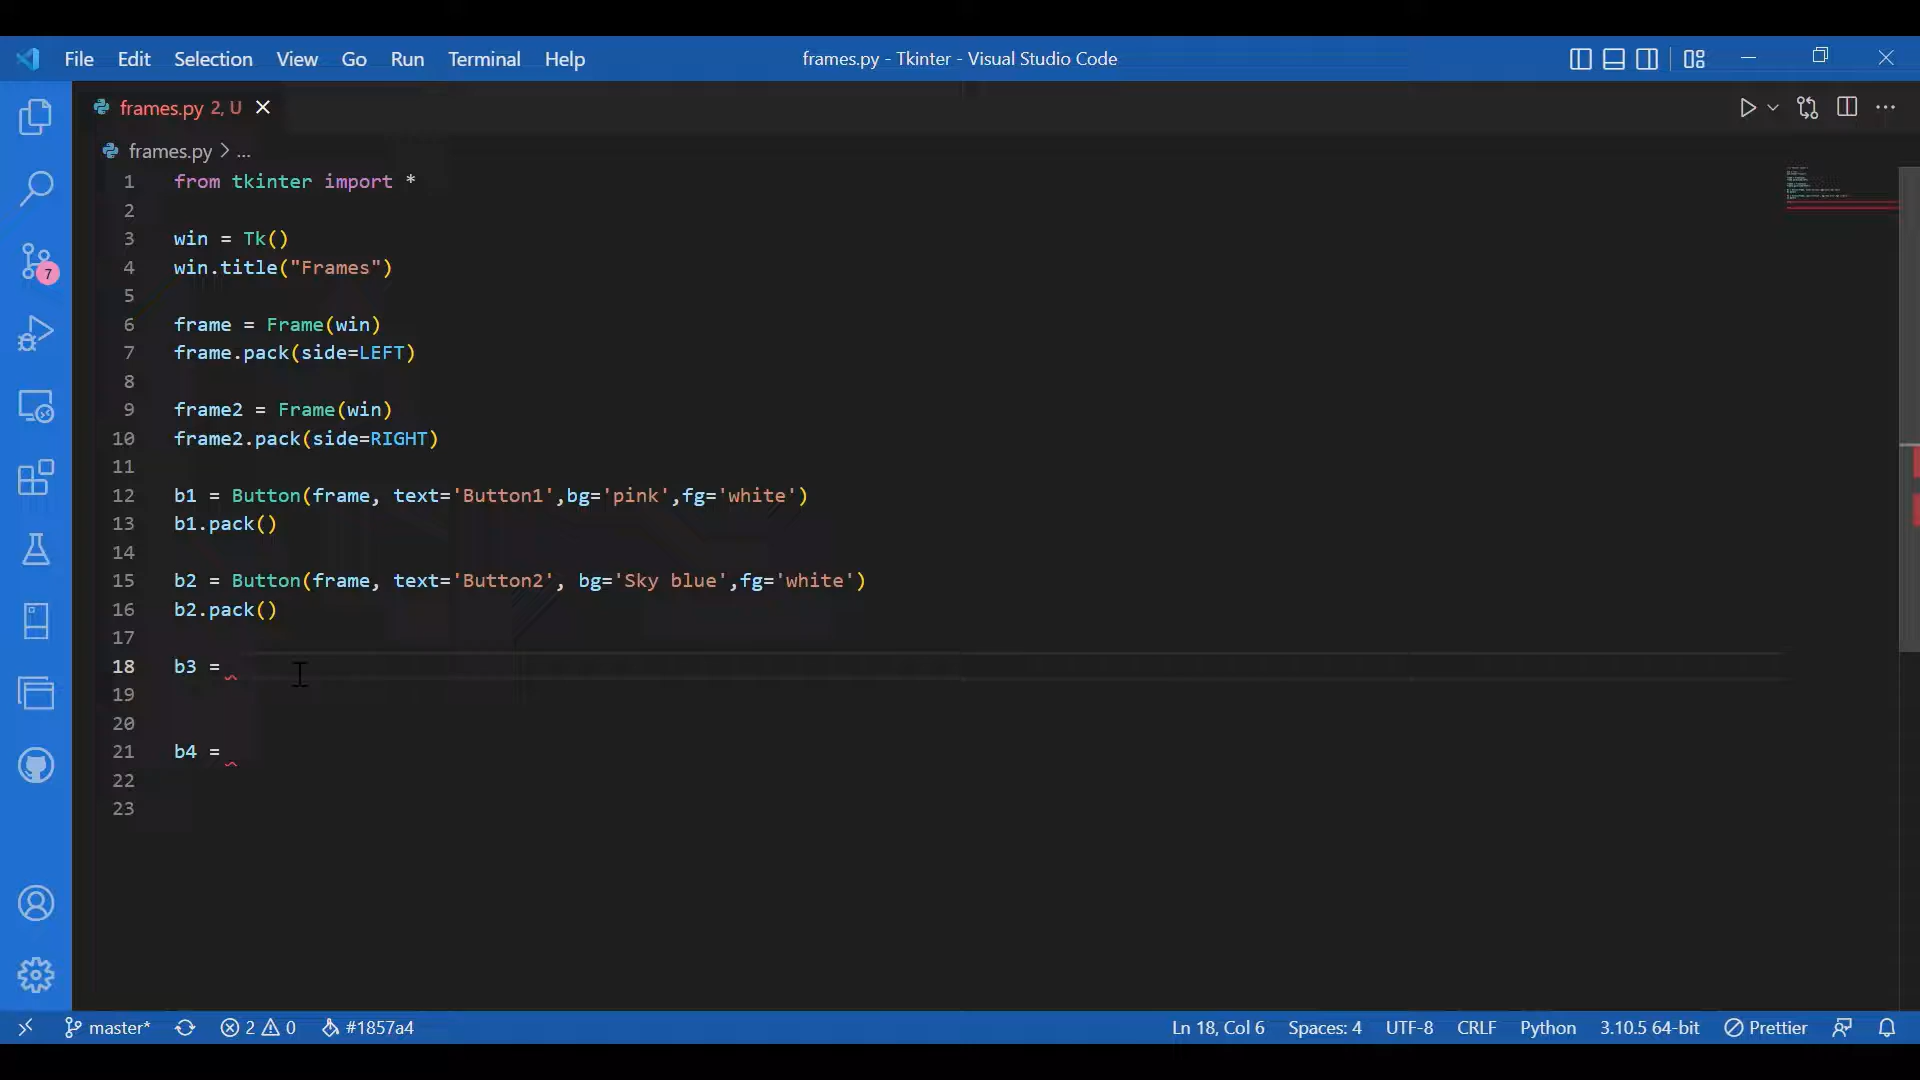 File Edit Selection View Go Run Terminal Help frames.py - Tkinter - Visual Studio Code
frames.py 2, U
frames.py > ...
1 from tkinter import *
2
3 win = Tk()
4 win.title("Frames")
5
6 frame = Frame(win)
7 frame.pack(side=LEFT)
8
9 frame2 = Frame(win)
10 frame2.pack(side=RIGHT)
11
12 b1 = Button(frame, text='Button1',bg='pink',fg='white')
13 b1.pack()
14
15 b2 = Button(frame, text='Button2', bg='Sky blue',fg='white')
16 b2.pack()
17
18 b3 =
19
20
21 b4 =
22
23
7
master* 2 0 #1857a4 Ln 18, Col 6 Spaces: 4 UTF-8 CRLF Python 3.10.5 64-bit Prettier